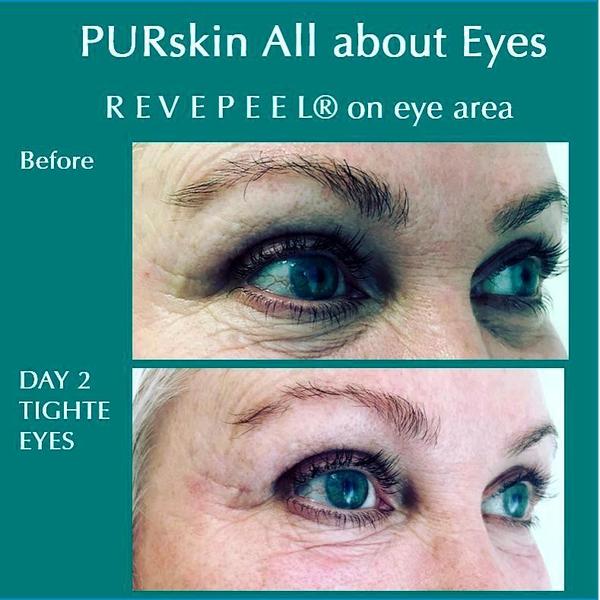 PURskin All about Eyes
REVEPEEL® on eye area
Before
DAY 2
TIGHTE
EYES